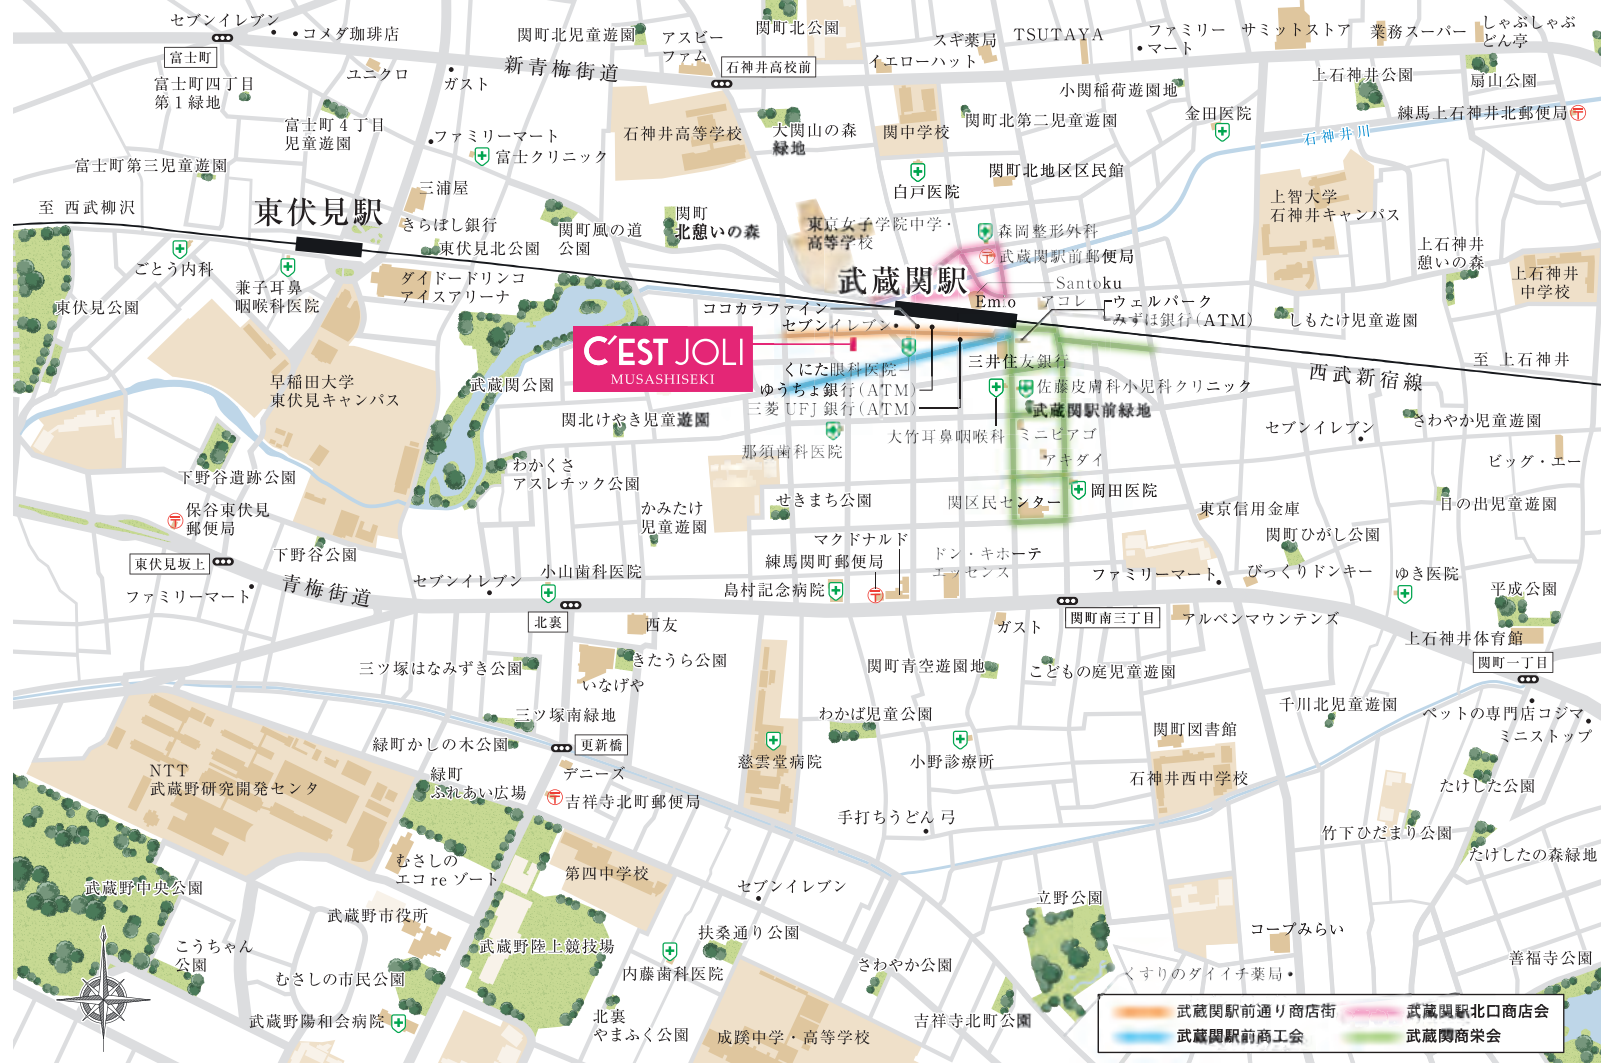 セブンイレブン
コメダ珈琲店
富士町
富士町四丁目
第1緑地
ユニクロ
ガスト
新青梅街道
関町北児童遊園
アスビー
ファム
関町北公園
石神井高校前
スギ薬局
イエローハット
TSUTAYA
ファミリー
マート
サミットストア
業務スーパー
しゃぶしゃぶ
どん亭
上石神井公園
扇山公園
小関稲荷遊園地
金田医院
練馬上石神井北郵便局
石神井川
富士町4丁目
児童遊園
ファミリーマート
富士クリニック
石神井高等学校
大関山の森
緑地
関中学校
関町北第二児童遊園
富士町第三児童遊園
三浦屋
白戸医院
関町北地区区民館
上智大学
石神井キャンパス
至 西武柳沢
東伏見駅
きらぼし銀行
東伏見北公園
関町風の道
公園
関町
北憩いの森
東京女子学院中学・
高等学校
森岡整形外科
武蔵関駅前郵便局
上石神井
憩いの森
上石神井
中学校
ごとう内科
兼子耳鼻
咽喉科医院
ダイドードリンコ
アイスアリーナ
武蔵関駅
Santoku
Em.o
アコレ
ウェルパーク
みずほ銀行(ATM)
しもたけ児童遊園
東伏見公園
ココカラファイン
セブンイレブン
C'EST JOLI
MUSASHISEKI
くにた眼科医院
ゆうちょ銀行(ATM)
三菱UFJ銀行(ATM)
三井住友銀行
佐藤皮膚科小児科クリニック
武蔵関駅前緑地
至 上石神井
西武新宿線
早稲田大学
東伏見キャンパス
武蔵関公園
関北けやき児童遊園
那須歯科医院
大竹耳鼻咽喉科
ミニピアゴ
アキダイ
セブンイレブン
さわやか児童遊園
ビッグ・エー
下野谷遺跡公園
わかくさ
アスレチック公園
かみたけ
児童遊園
せきまち公園
関区民センター
岡田医院
東京信用金庫
日の出児童遊園
保谷東伏見
郵便局
東伏見坂上
下野谷公園
ファミリーマート
青梅街道
セブンイレブン
小山歯科医院
北裏
マクドナルド
練馬関町郵便局
島村記念病院
ドン・キホーテ
エッセンス
関町ひがし公園
ファミリーマート
びっくりドンキー
ゆき医院
平成公園
西友
ガスト
関町南三丁目
アルペンマウンテンズ
上石神井体育館
関町一丁目
三ツ塚はなみずき公園
きたうら公園
いなげや
関町青空遊園地
こどもの庭児童遊園
三ツ塚南緑地
わかば児童公園
千川北児童遊園
ペットの専門店コジマ
ミニストップ
緑町かしの木公園
更新橋
関町図書館
NTT
武蔵野研究開発センタ
緑町
ふれあい広場
デニーズ
吉祥寺北町郵便局
慈雲堂病院
小野診療所
石神井西中学校
たけした公園
手打ちうどん 弓
竹下ひだまり公園
たけしたの森緑地
むさしの
エコreゾート
第四中学校
セブンイレブン
立野公園
武蔵野中央公園
武蔵野市役所
コープみらい
こうちゃん
公園
むさしの市民公園
武蔵野陸上競技場
扶桑通り公園
内藤歯科医院
さわやか公園
くすりのダイイチ薬局
善福寺公園
武蔵野陽和会病院
北裏
やまふく公園
成蹊中学・高等学校
吉祥寺北町公園
武蔵関駅前通り商店街
武蔵関駅北口商店会
武蔵関駅前商工会
武蔵関商栄会